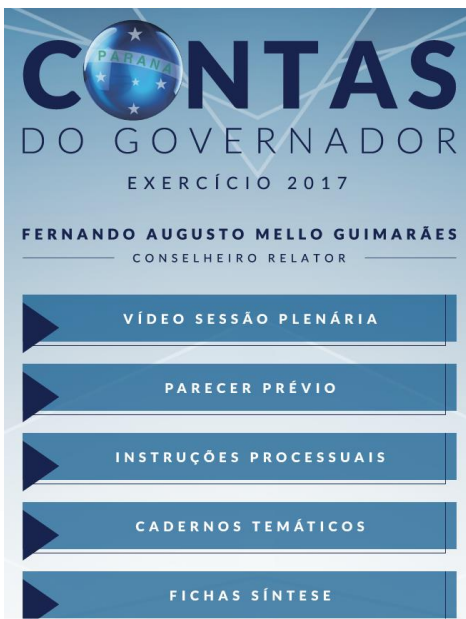 CONTAS
PARANÁ
DO GOVERNADOR
EXERCÍCIO 2017
FERNANDO AUGUSTO MELLO GUIMARÃES
CONSELHEIRO RELATOR
VÍDEO SESSÃO PLENÁRIA
PARECER PRÉVIO
INSTRUÇÕES PROCESSUAIS
CADERNOS TEMÁTICOS
FICHAS SÍNTESE